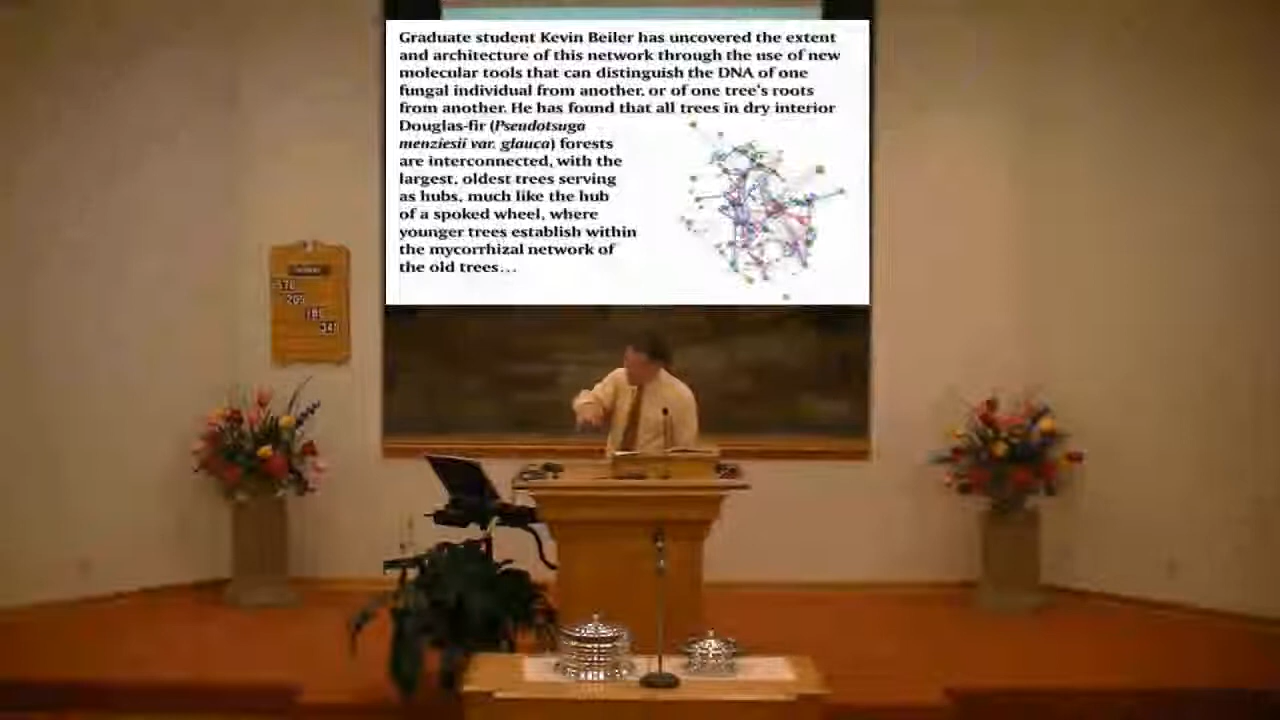 Graduate student Kevin Beiler has uncovered the extent
and architecture of this network through the use of new
molecular tools that can distinguish the DNA of one
fungal individual from another, or of one tree's roots
from another. He has found that all trees in dry interior
Douglas-fir (Pseudotsuga
menziesii var. glauca) forests
are interconnected, with the
largest, oldest trees serving
as hubs, much like the hub
of a spoked wheel, where
younger trees establish within
the mycorrhizal network of
the old trees...